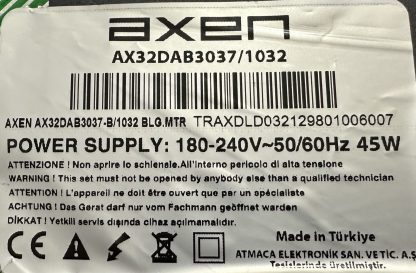 axen
AX32DAB3037/1032
AXEN AX32DAB3037-B/1032 BLG.MTR TRAXDLD032129801006007
POWER SUPPLY: 180-240V~50/60Hz 45W
ATTENZIONE ! Non aprire lo schienale.All'interno pericolo di alta tensione
WARNING ! This set must not be opened by anybody else than a qualified technician
ATTENTION ! L'appareil ne doit être ouvert que par un spécialiste
ACHTUNG ! Das Gerät darf nur vom Fachmann geöffnet warden
DİKKAT ! Yetkili servis dışında cihaz açılmamalıdır.
Made in Türkiye
CE
ATMACA ELEKTRONİK SAN. VE TİC. A.Ş
Tesislerinde üretilmiştir.